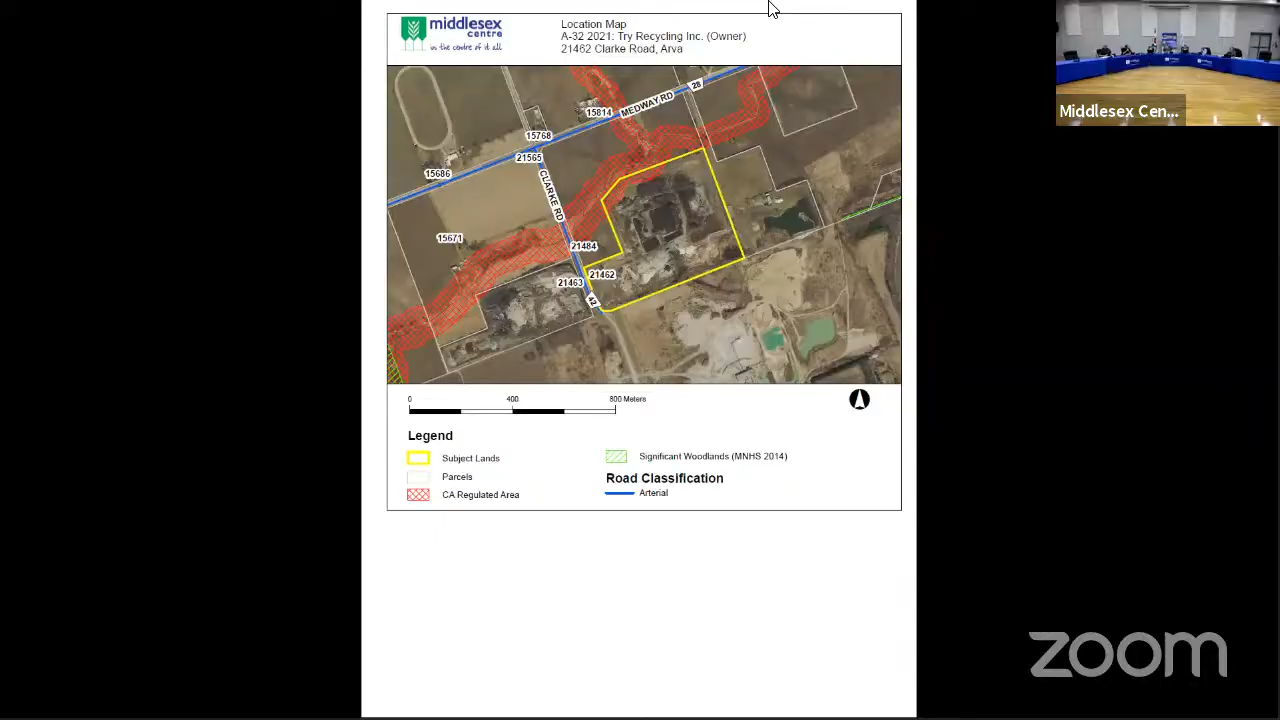 middlesex
centre
in the centre of it all
Location Map
A-32 2021: Try Recycling Inc. (Owner)
21462 Clarke Road, Arva
Middlesex Cen...
28
MEDWAY RD
15814
15768
21565
15686
CLARKE RD
15671
21484
21462
21463
42
0 400 800 Meters
Legend
Subject Lands
Parcels
CA Regulated Area
Significant Woodlands (MNHS 2014)
Road Classification
Arterial
zoom